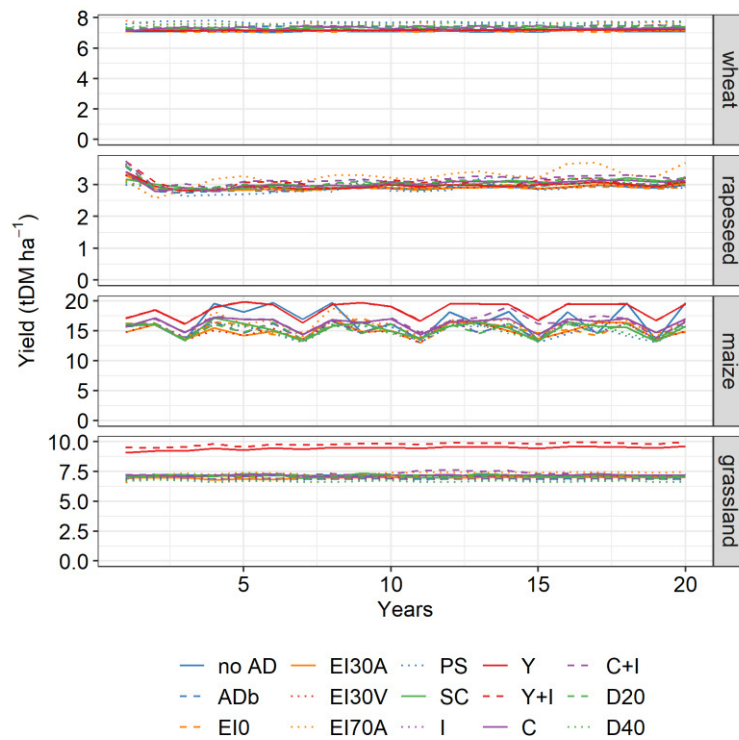 8
6
4
2
0
wheat
3
2
1
0
rapeseed
20
15
10
5
0
maize
10.0
7.5
5.0
2.5
0.0
grassland
Yield (tDM ha⁻¹)
5 10 15 20
Years
no AD EI30A PS Y C+I
ADb EI30V SC Y+I D20
EI0 EI70A I C D40